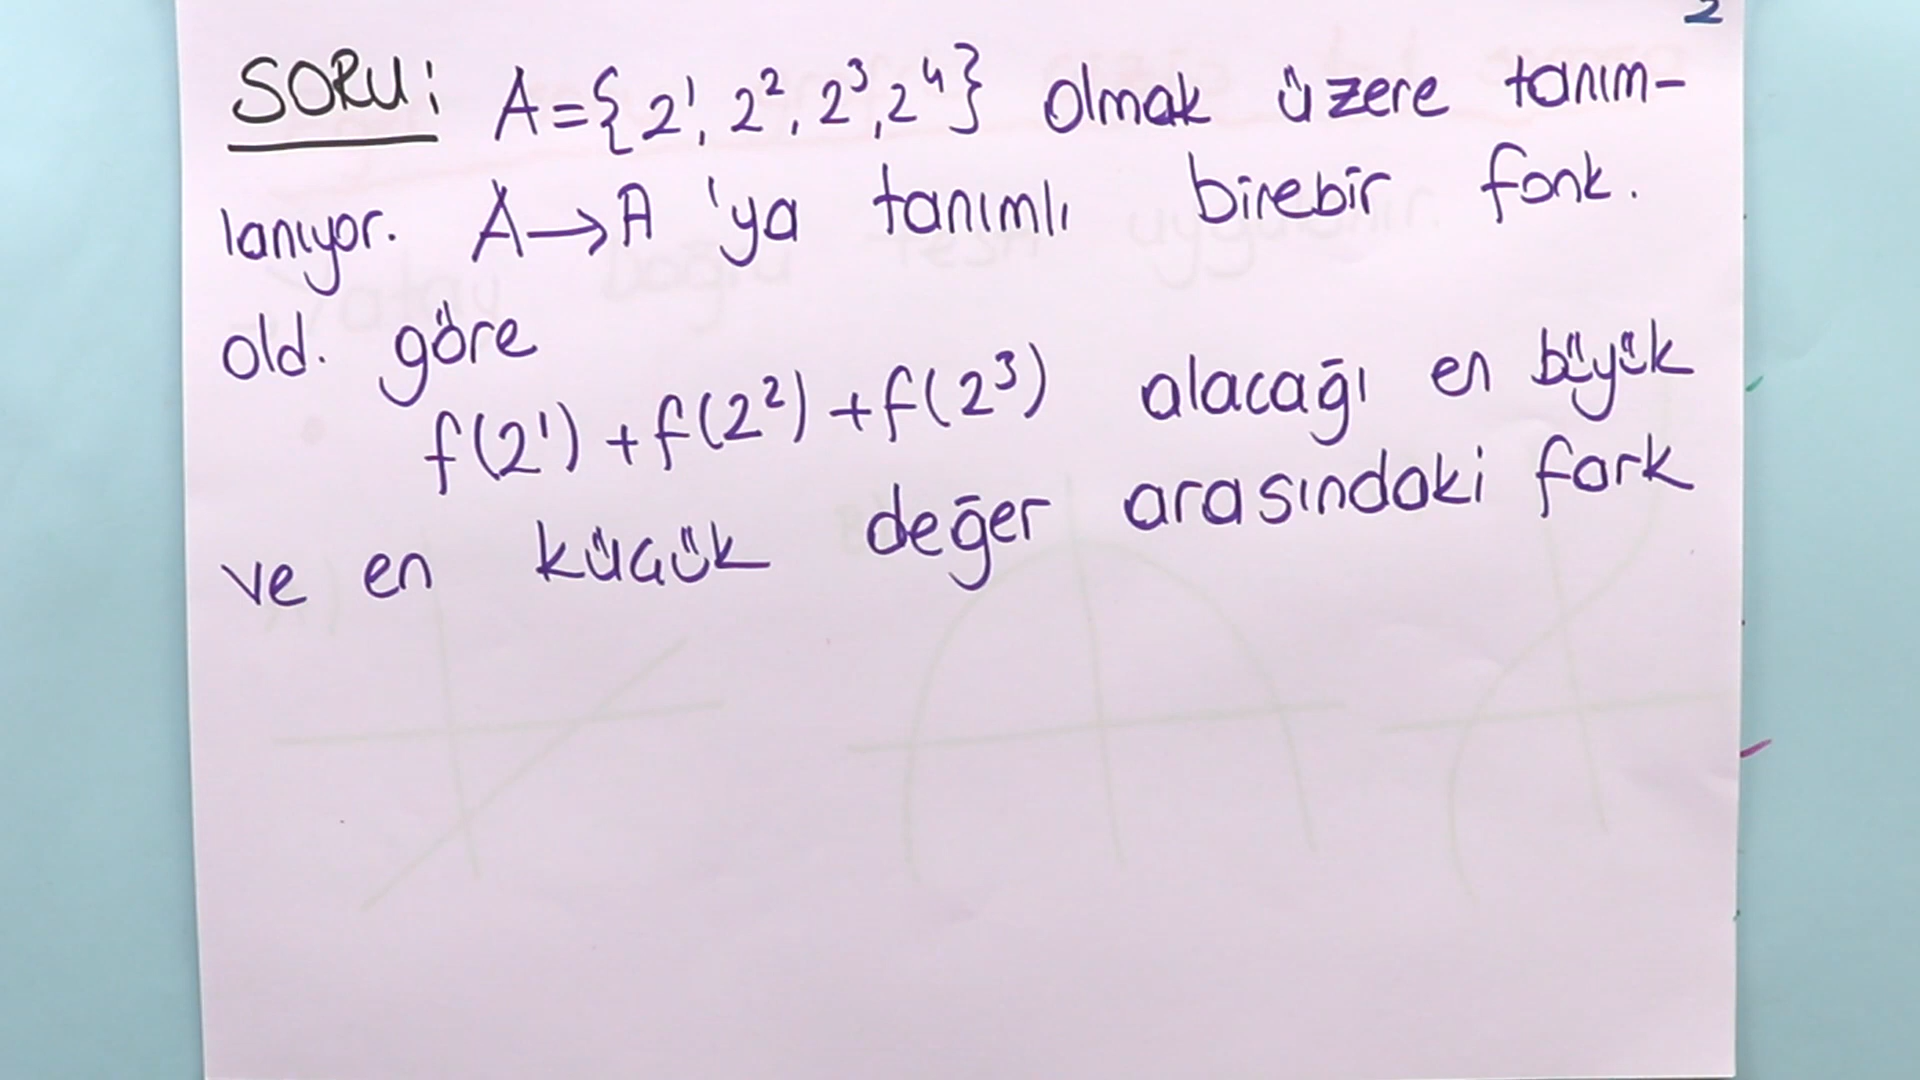 2
SORU: A={2¹, 2², 2³, 2⁴} olmak üzere tanım-
lanıyor. A→A 'ya tanımlı birebir fonk.
old. göre
f(2¹) + f(2²) + f(2³) alacağı en büyük
ve en küçük değer arasındaki fark